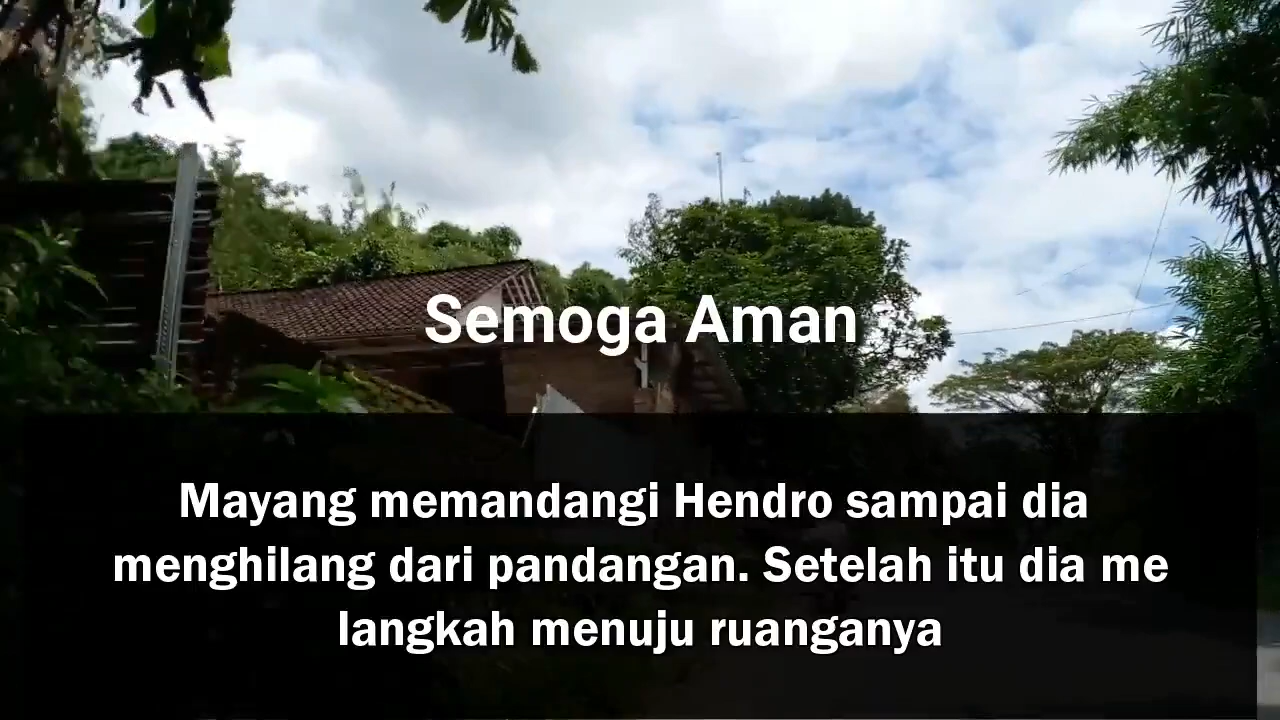 Semoga Aman
Mayang memandangi Hendro sampai dia
menghilang dari pandangan. Setelah itu dia me
langkah menuju ruanganya